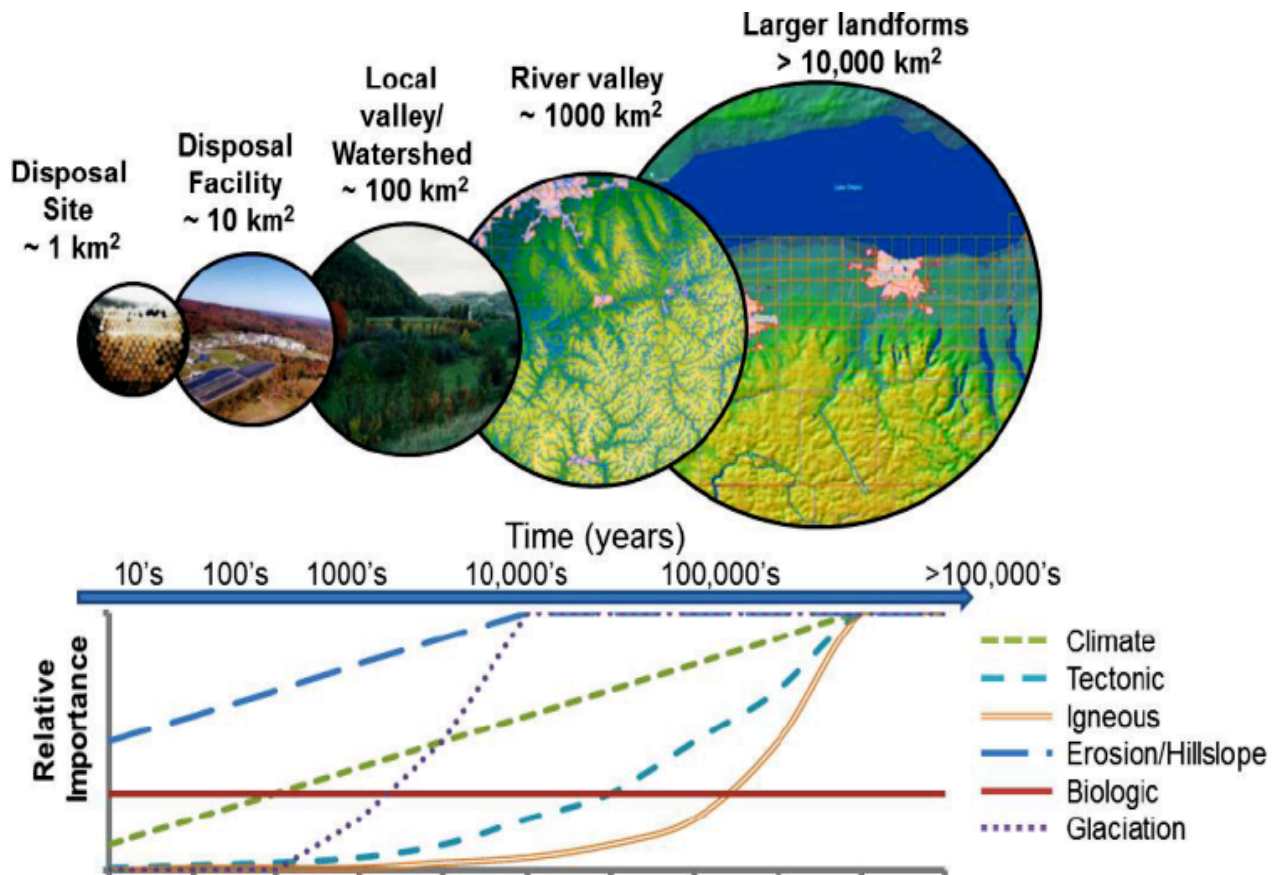 Larger landforms
> 10,000 km²
Local
valley/
Watershed
~ 100 km²
River valley
~ 1000 km²
Disposal
Facility
~ 10 km²
Disposal
Site
~ 1 km²
Time (years)
10's 100's 1000's 10,000's 100,000's >100,000's
Relative
Importance
Climate
Tectonic
Igneous
Erosion/Hillslope
Biologic
Glaciation